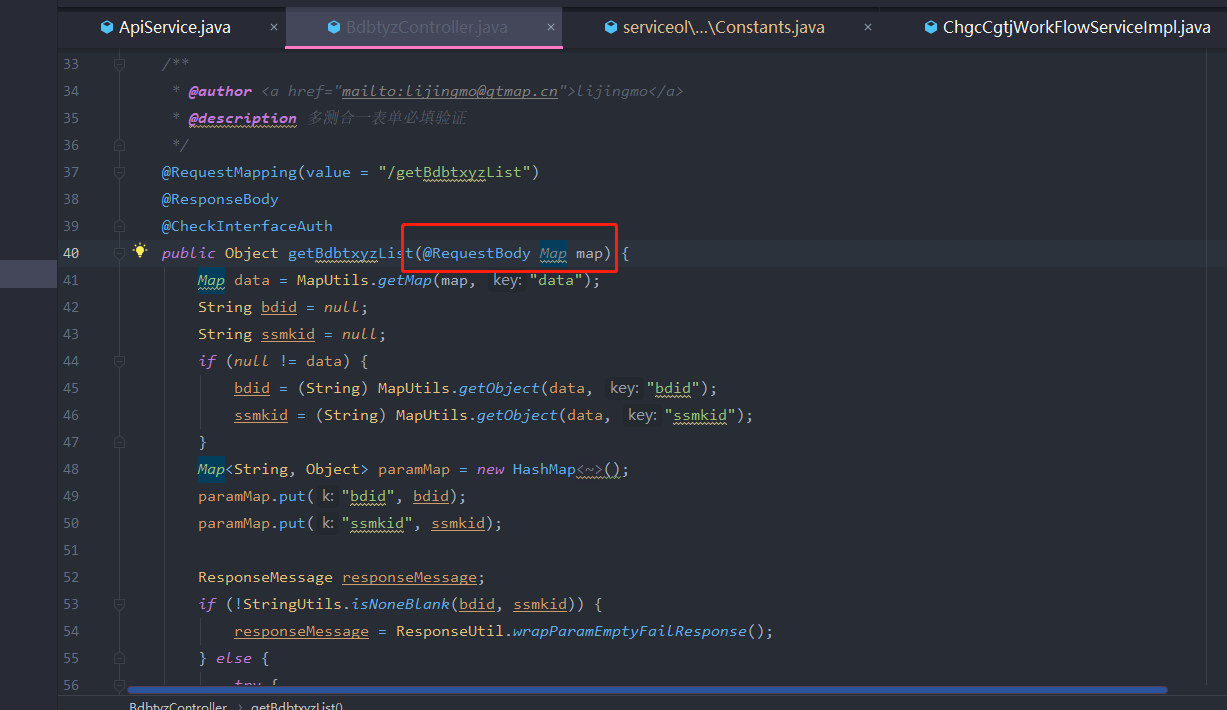 ApiService.java × BdbtyzController.java × serviceol\...\Constants.java × ChgcCgtjWorkFlowServiceImpl.java
33 /**
34 * @author <a href="mailto:lijingmo@gtmap.cn">lijingmo</a>
35 * @description 多测合一表单必填验证
36 */
37 @RequestMapping(value = "/getBdbtxyzList")
38 @ResponseBody
39 @CheckInterfaceAuth
40 public Object getBdbtxyzList(@RequestBody Map map) {
41 Map data = MapUtils.getMap(map, key: "data");
42 String bdid = null;
43 String ssmkid = null;
44 if (null != data) {
45 bdid = (String) MapUtils.getObject(data, key: "bdid");
46 ssmkid = (String) MapUtils.getObject(data, key: "ssmkid");
47 }
48 Map<String, Object> paramMap = new HashMap<~>();
49 paramMap.put( k: "bdid", bdid);
50 paramMap.put( k: "ssmkid", ssmkid);
51
52 ResponseMessage responseMessage;
53 if (!StringUtils.isNoneBlank(bdid, ssmkid)) {
54 responseMessage = ResponseUtil.wrapParamEmptyFailResponse();
55 } else {
56 try {
BdbtyzController › getBdbtxyzList()